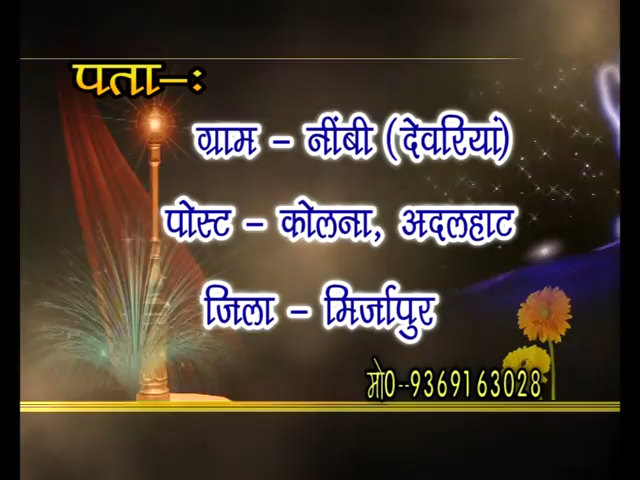 पता–:
ग्राम – नींबी (देवरियां)
पोस्ट – कोलना, अदलहाट
जिला – मिर्जापुर
मो0--9369163028